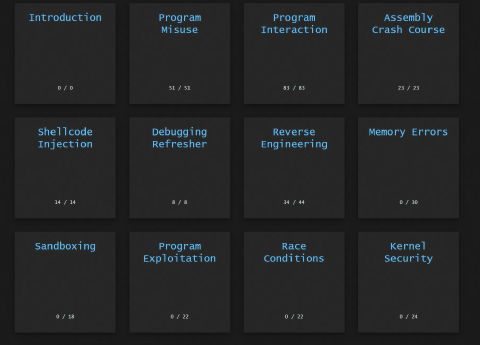 Introduction
Program
Misuse
Program
Interaction
Assembly
Crash Course
0 / 0
51 / 51
83 / 83
23 / 23
Shellcode
Injection
Debugging
Refresher
Reverse
Engineering
Memory Errors
14 / 14
8 / 8
34 / 44
0 / 30
Sandboxing
Program
Exploitation
Race
Conditions
Kernel
Security
0 / 18
0 / 22
0 / 22
0 / 24